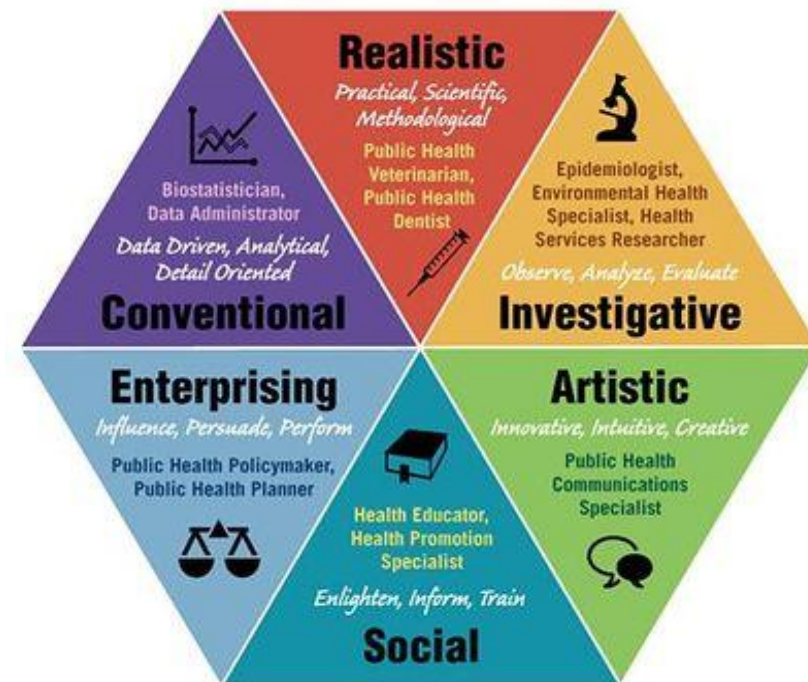 Realistic
Practical, Scientific,
Methodological
Public Health
Veterinarian,
Public Health
Dentist
Epidemiologist,
Environmental Health
Specialist, Health
Services Researcher
Observe, Analyze, Evaluate
Investigative
Artistic
Innovative, Intuitive, Creative
Public Health
Communications
Specialist
Health Educator,
Health Promotion
Specialist
Enlighten, Inform, Train
Social
Enterprising
Influence, Persuade, Perform
Public Health Policymaker,
Public Health Planner
Biostatistician,
Data Administrator
Data Driven, Analytical,
Detail Oriented
Conventional